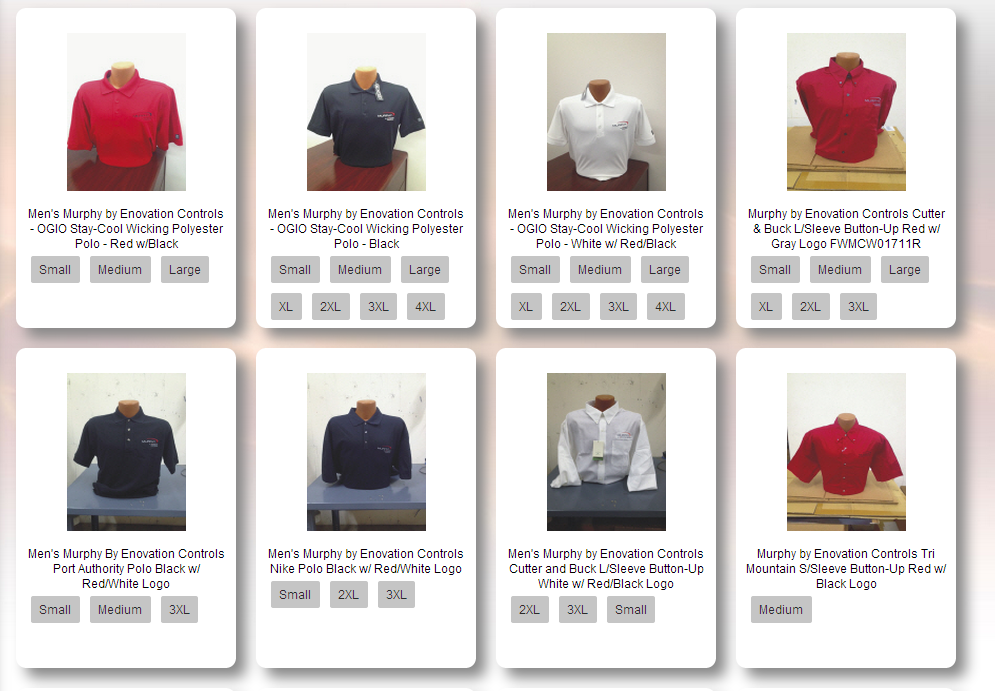 Men's Murphy by Enovation Controls
- OGIO Stay-Cool Wicking Polyester
Polo - Red w/Black
Small Medium Large
Men's Murphy by Enovation Controls
- OGIO Stay-Cool Wicking Polyester
Polo - Black
Small Medium Large
XL 2XL 3XL 4XL
Men's Murphy by Enovation Controls
- OGIO Stay-Cool Wicking Polyester
Polo - White w/ Red/Black
Small Medium Large
XL 2XL 3XL 4XL
Murphy by Enovation Controls Cutter
& Buck L/Sleeve Button-Up Red w/
Gray Logo FWMCW01711R
Small Medium Large
XL 2XL 3XL
Men's Murphy By Enovation Controls
Port Authority Polo Black w/
Red/White Logo
Small Medium 3XL
Men's Murphy by Enovation Controls
Nike Polo Black w/ Red/White Logo
Small 2XL 3XL
Men's Murphy by Enovation Controls
Cutter and Buck L/Sleeve Button-Up
White w/ Red/Black Logo
2XL 3XL Small
Murphy by Enovation Controls Tri
Mountain S/Sleeve Button-Up Red w/
Black Logo
Medium